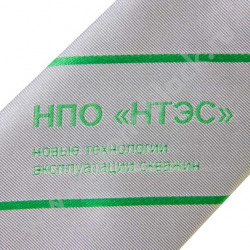 НПО «НТЭС»
новые технологии
эксплуатации скважин